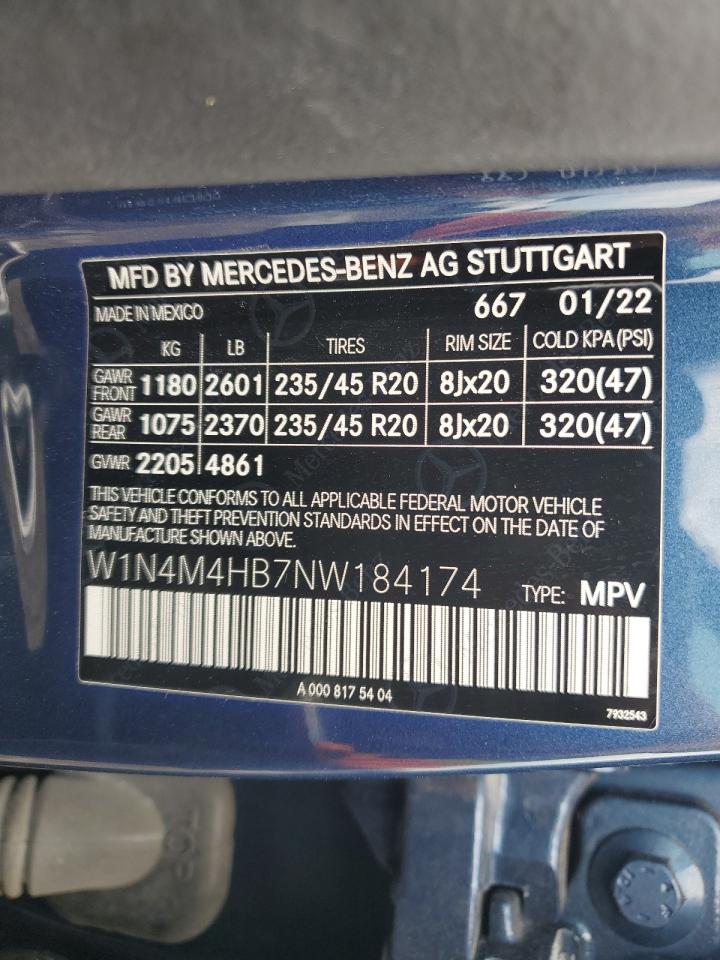 MFD BY MERCEDES-BENZ AG STUTTGART
MADE IN MEXICO 667 01/22
KG LB TIRES RIM SIZE COLD KPA (PSI)
GAWR FRONT 1180 2601 235/45 R20 8Jx20 320(47)
GAWR REAR 1075 2370 235/45 R20 8Jx20 320(47)
GVWR 2205 4861
THIS VEHICLE CONFORMS TO ALL APPLICABLE FEDERAL MOTOR VEHICLE
SAFETY AND THEFT PREVENTION STANDARDS IN EFFECT ON THE DATE OF
MANUFACTURE SHOWN ABOVE.
W1N4M4HB7NW184174 TYPE: MPV
A 000 817 54 04
7932543